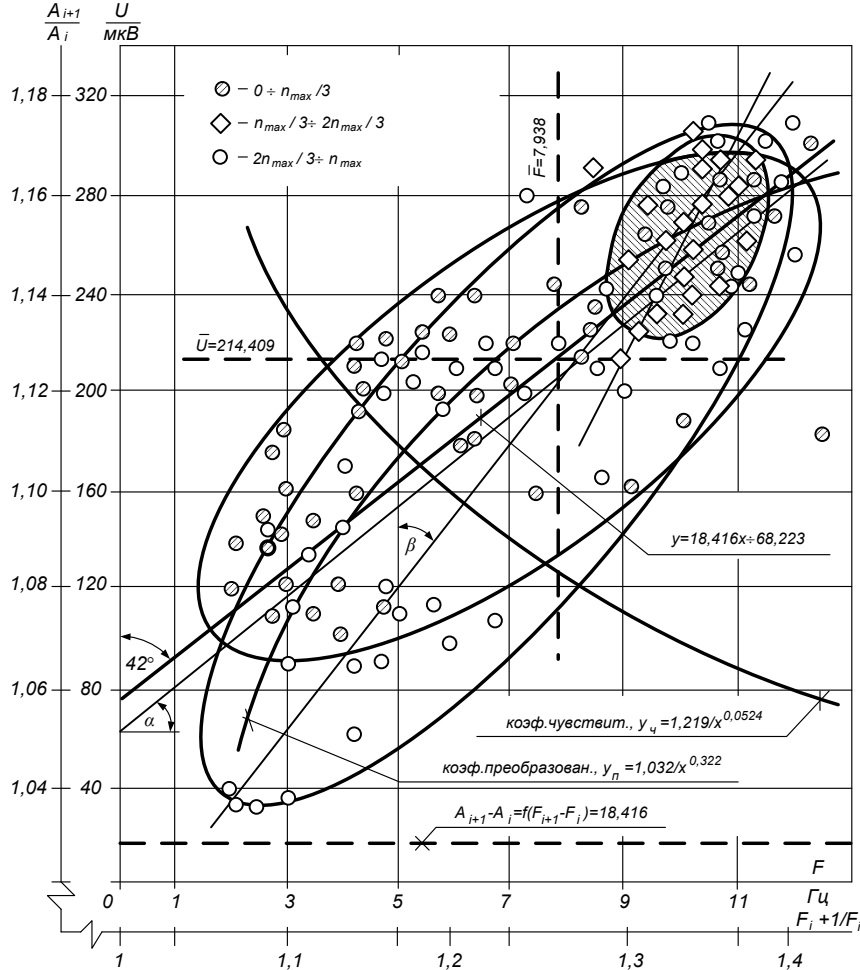 A i+1 / A i
U / мкВ
1,18 320
○ – 0 ÷ n max /3
◇ – n max / 3÷ 2n max / 3
○ – 2n max / 3÷ n max
F̅=7,938
1,16 280
1,14 240
U̅=214,409
1,12 200
1,10 160
β
y=18,416x÷68,223
1,08 120
42°
1,06 80
α
коэф.чувствит., y ч =1,219/x^0,0524
коэф.преобразован., y п =1,032/x^0,322
1,04 40
A i+1 -A i =f(F i+1 -F i )=18,416
F
0 1 3 5 7 9 11 Гц
F i +1/F i
1 1,1 1,2 1,3 1,4